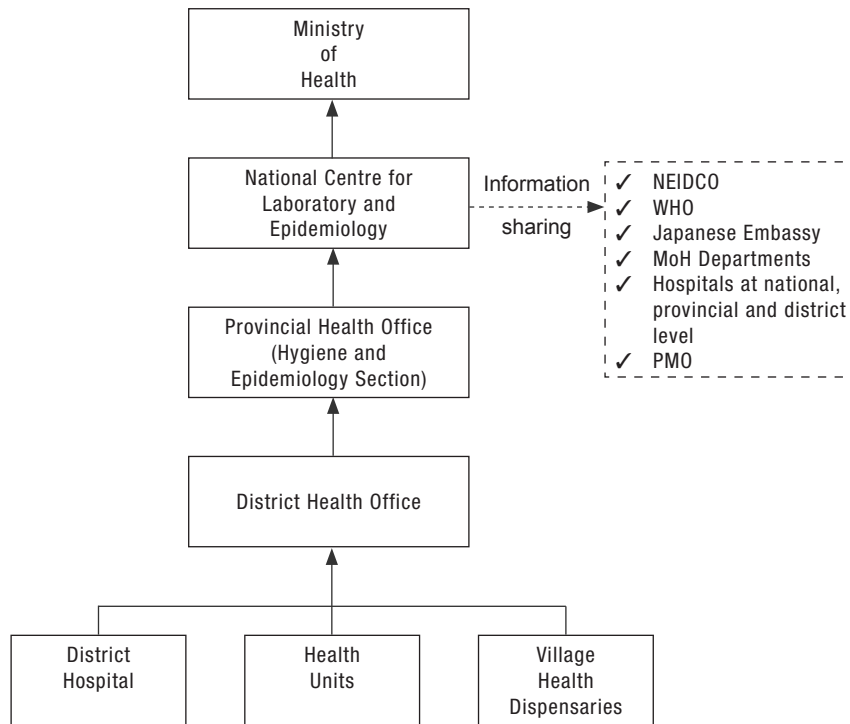 Ministry
of
Health
National Centre for
Laboratory and
Epidemiology
Information
sharing
✓ NEIDCO
✓ WHO
✓ Japanese Embassy
✓ MoH Departments
✓ Hospitals at national,
provincial and district
level
✓ PMO
Provincial Health Office
(Hygiene and
Epidemiology Section)
District Health Office
District
Hospital
Health
Units
Village
Health
Dispensaries